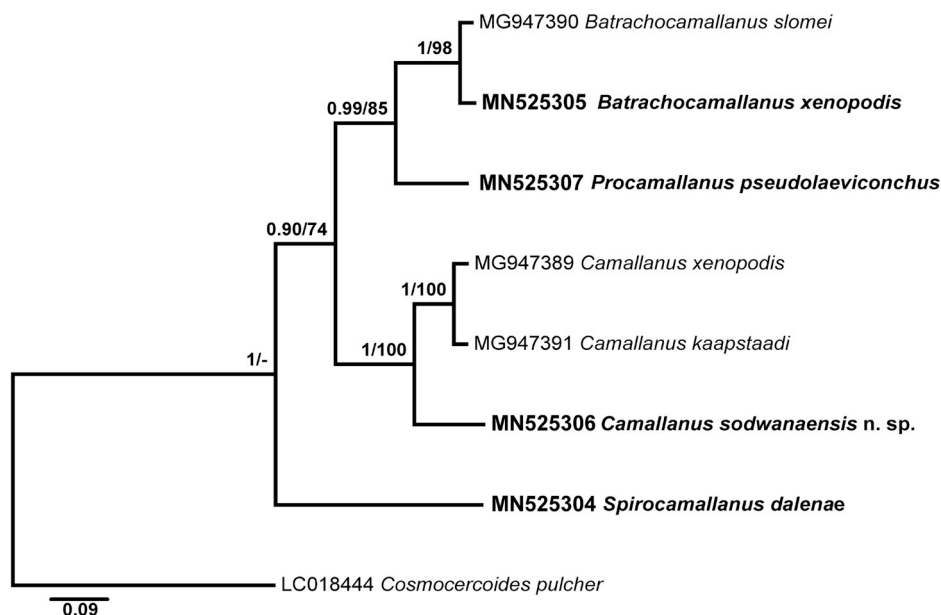 MG947390 Batrachocamallanus slomei
1/98
MN525305 Batrachocamallanus xenopodis
0.99/85
MN525307 Procamallanus pseudolaeviconchus
0.90/74
MG947389 Camallanus xenopodis
1/100
MG947391 Camallanus kaapstaadi
1/100
1/-
MN525306 Camallanus sodwanaensis n. sp.
MN525304 Spirocamallanus dalenae
LC018444 Cosmocercoides pulcher
0.09